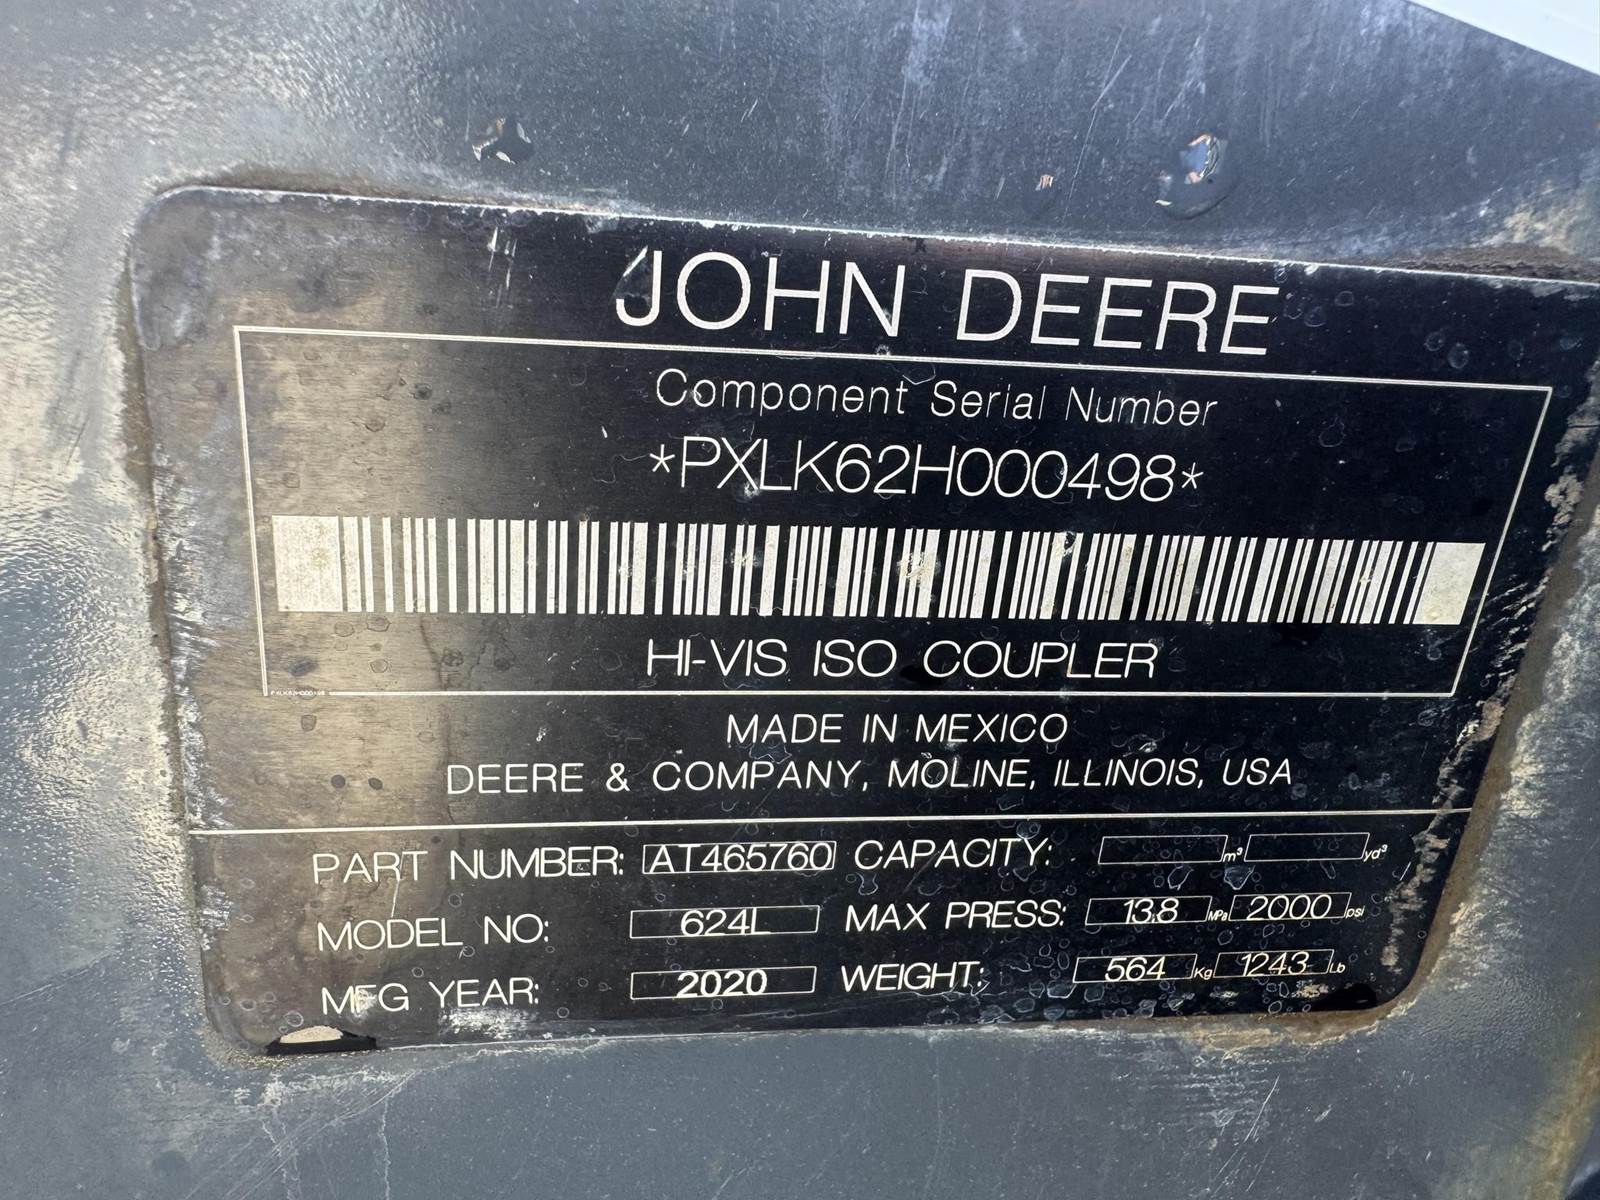 JOHN DEERE
Component Serial Number
*PXLK62H000498*
HI-VIS ISO COUPLER
PXLK62H000498
MADE IN MEXICO
DEERE & COMPANY, MOLINE, ILLINOIS, USA
PART NUMBER: AT465760 CAPACITY: m³ yd³
MODEL NO: 624L MAX PRESS: 13.8 MPa 2000 psi
MFG YEAR: 2020 WEIGHT: 564 Kg 1243 Lb